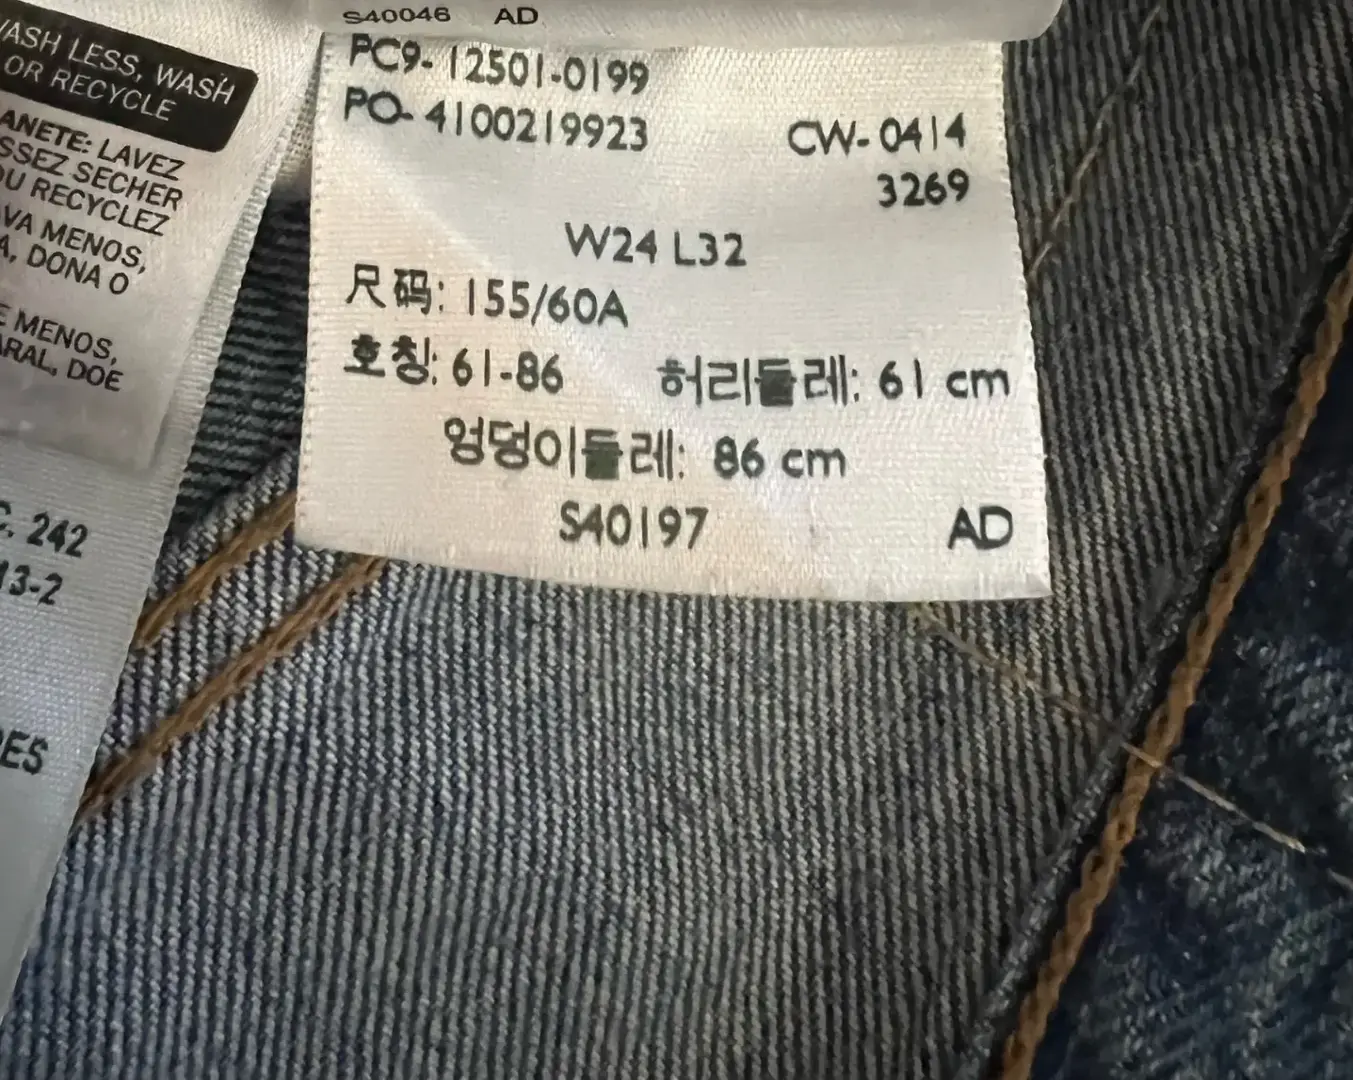 S40046 AD
WASH LESS, WASH
OR RECYCLE
ANETE: LAVEZ
SSEZ SECHER
OU RECYCLEZ
VA MENOS,
A, DONA O
E MENOS,
ARAL, DOE
C. 242
13-2
PC9-12501-0199
PO-4100219923
CW-0414
3269
W24 L32
尺码: 155/60A
호칭: 61-86 허리둘레: 61 cm
엉덩이둘레: 86 cm
S40197 AD